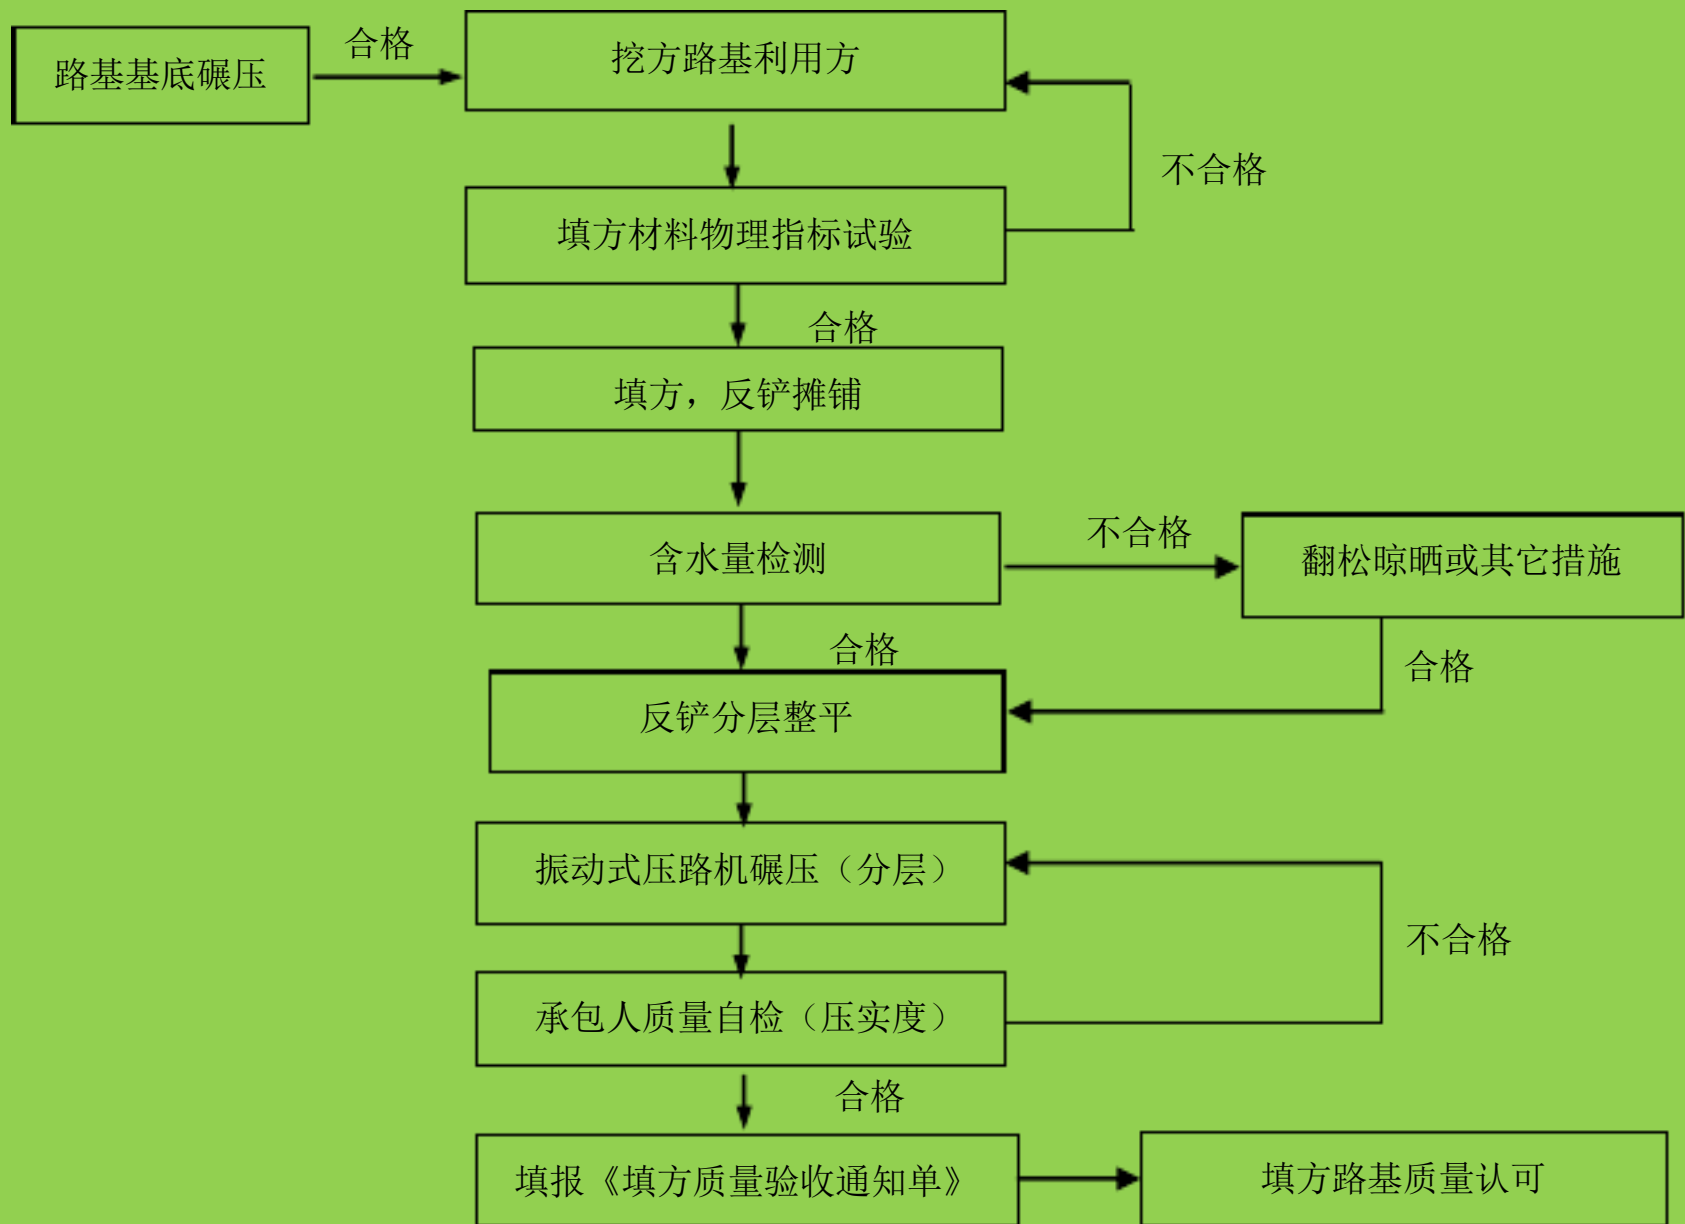 路基基底碾压
合格
挖方路基利用方
不合格
填方材料物理指标试验
合格
填方，反铲摊铺
含水量检测
不合格
翻松晾晒或其它措施
合格
合格
反铲分层整平
振动式压路机碾压（分层）
不合格
承包人质量自检（压实度）
合格
填报《填方质量验收通知单》
填方路基质量认可